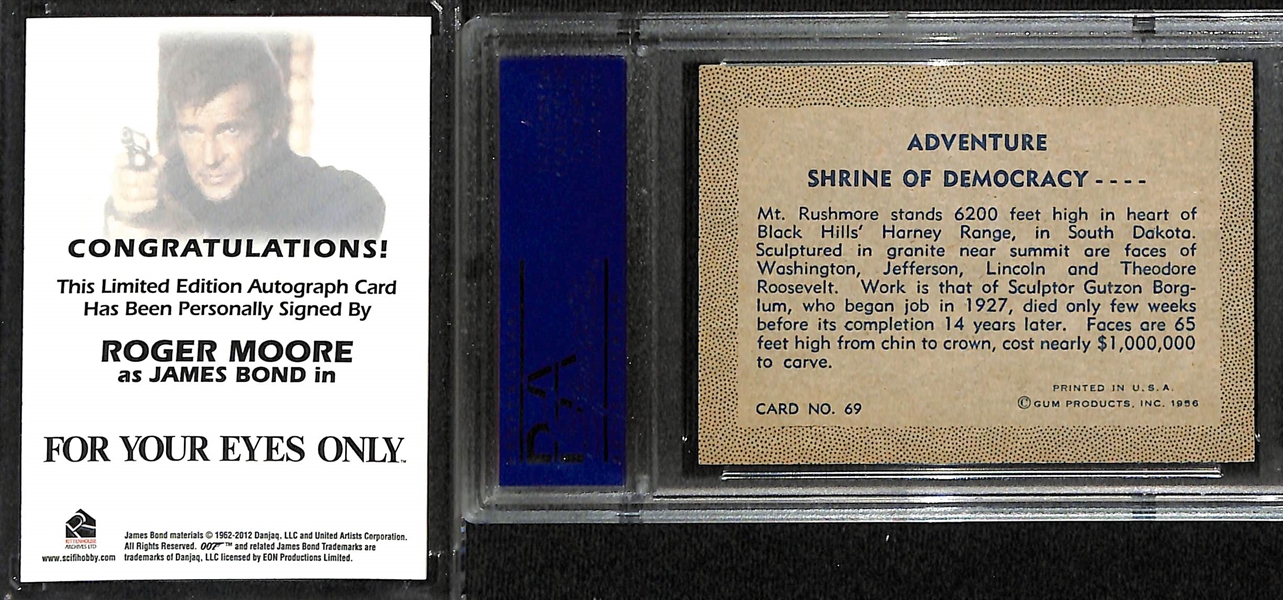 CONGRATULATIONS!
This Limited Edition Autograph Card
Has Been Personally Signed By
ROGER MOORE
as JAMES BOND in
FOR YOUR EYES ONLY™
RITTENHOUSE
ARCHIVES LTD
www.scifihobby.com
James Bond materials © 1962-2012 Danjaq, LLC and United Artists Corporation.
All Rights Reserved. 007™ and related James Bond Trademarks are
trademarks of Danjaq, LLC licensed by EON Productions Limited.
PSA
ADVENTURE
SHRINE OF DEMOCRACY ----
Mt. Rushmore stands 6200 feet high in heart of
Black Hills' Harney Range, in South Dakota.
Sculptured in granite near summit are faces of
Washington, Jefferson, Lincoln and Theodore
Roosevelt. Work is that of Sculptor Gutzon Borg-
lum, who began job in 1927, died only few weeks
before its completion 14 years later. Faces are 65
feet high from chin to crown, cost nearly $1,000,000
to carve.
PRINTED IN U.S.A.
CARD NO. 69
© GUM PRODUCTS, INC. 1956